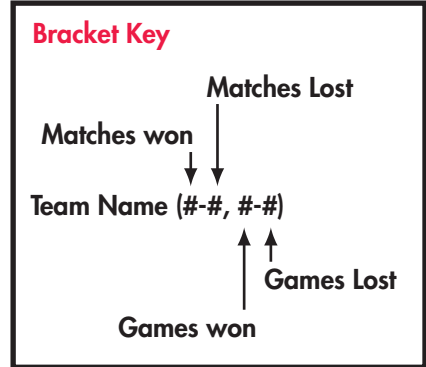 Bracket Key
Matches Lost
Matches won
Team Name (#-#, #-#)
Games Lost
Games won